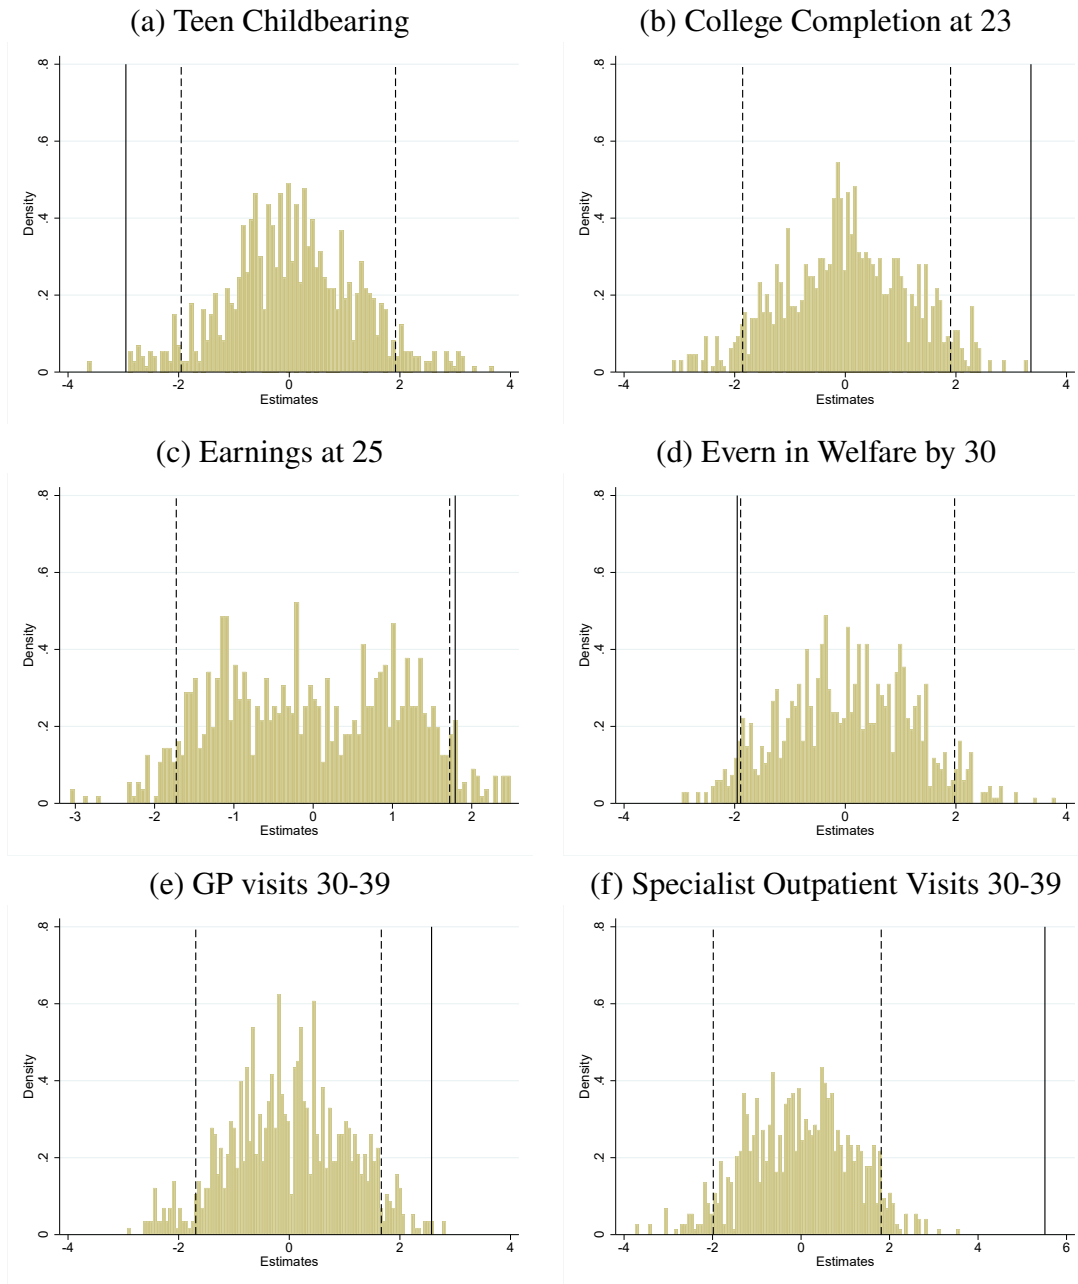 (a) Teen Childbearing
(b) College Completion at 23
.8
.6
.4
.2
0
Density
-4 -2 0 2 4
Estimates
.8
.6
.4
.2
0
Density
-4 -2 0 2 4
Estimates
(c) Earnings at 25
(d) Evern in Welfare by 30
.8
.6
.4
.2
0
Density
-3 -2 -1 0 1 2
Estimates
.8
.6
.4
.2
0
Density
-4 -2 0 2 4
Estimates
(e) GP visits 30-39
(f) Specialist Outpatient Visits 30-39
.8
.6
.4
.2
0
Density
-4 -2 0 2 4
Estimates
.8
.6
.4
.2
0
Density
-4 -2 0 2 4 6
Estimates